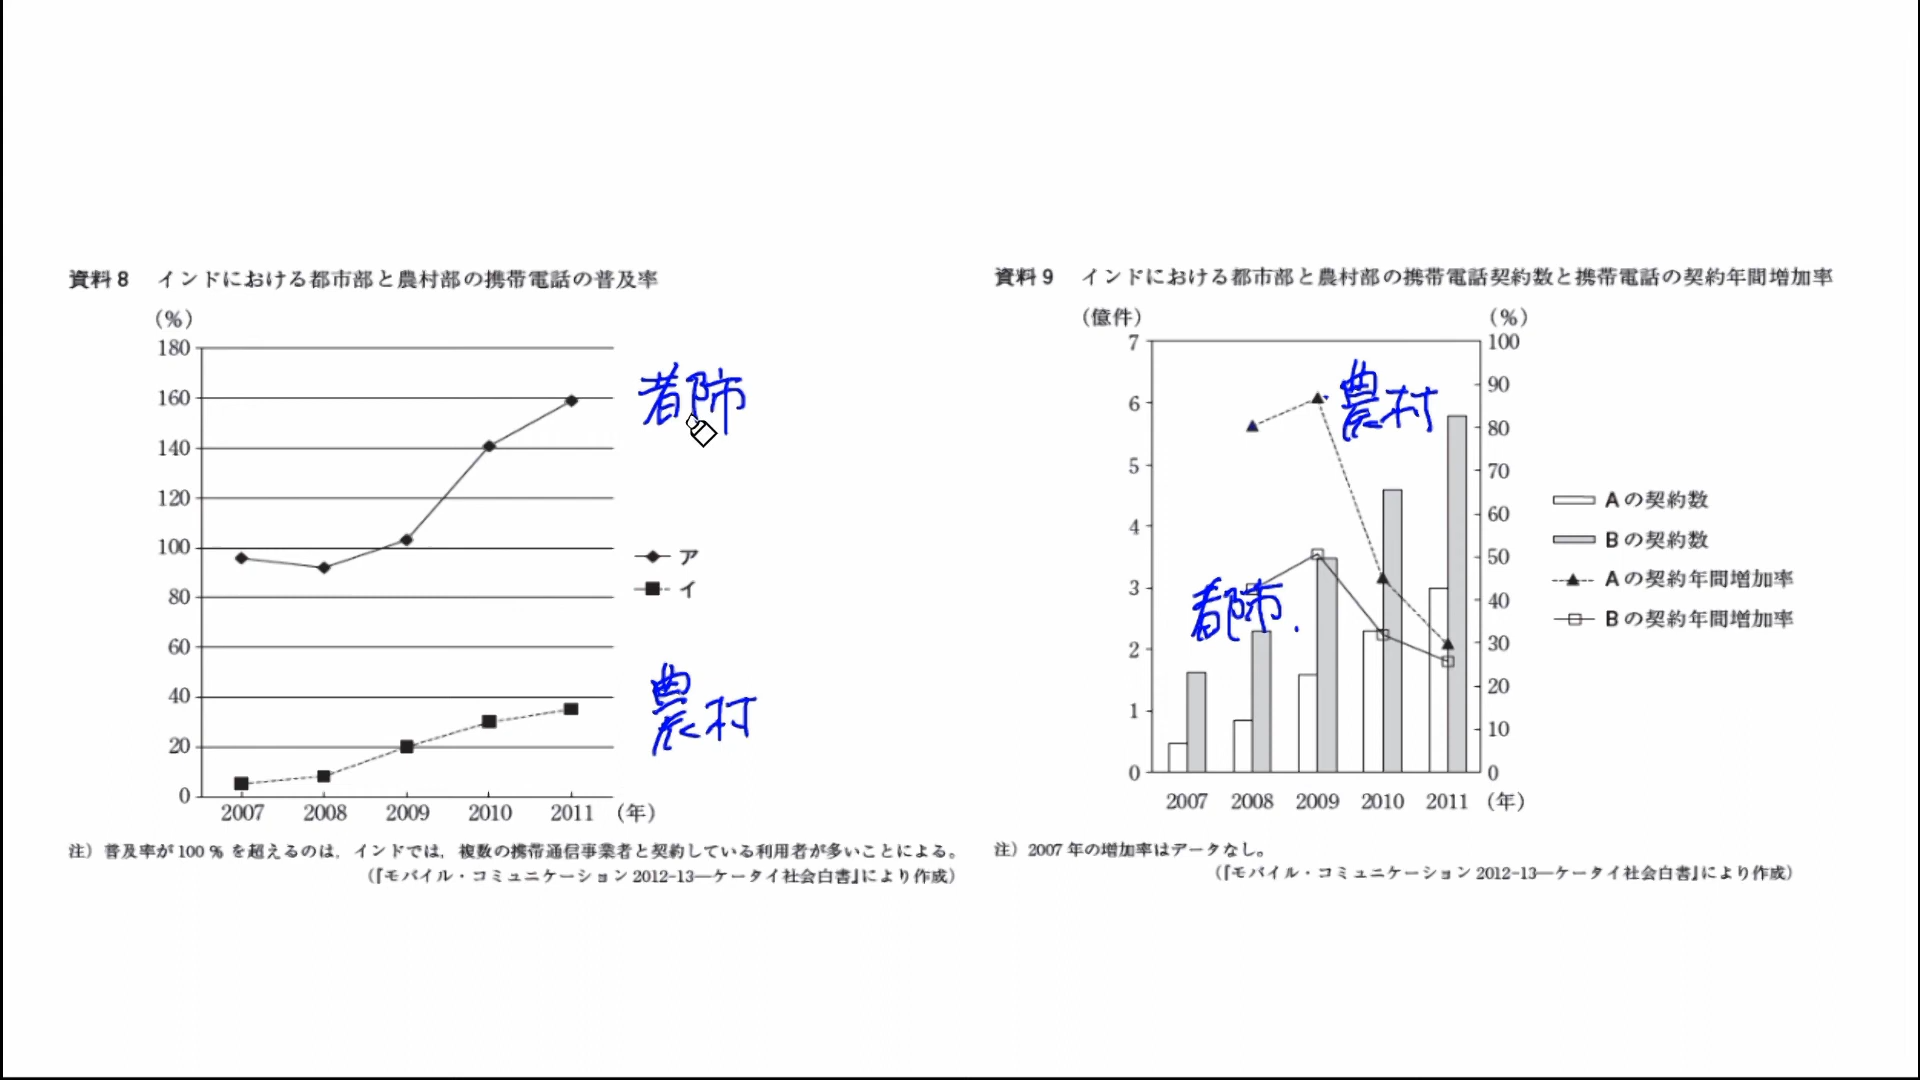 資料8 インドにおける都市部と農村部の携帯電話の普及率
(%)
180
160
140
120
100
80
60
40
20
0
2007 2008 2009 2010 2011 (年)
都市
農村
ア
イ
注) 普及率が100 % を超えるのは, インドでは, 複数の携帯通信事業者と契約している利用者が多いことによる。
(『モバイル・コミュニケーション 2012-13―ケータイ社会白書』により作成)
資料9 インドにおける都市部と農村部の携帯電話契約数と携帯電話の契約年間増加率
(億件) (%)
7
6
5
4
3
2
1
0
100
90
80
70
60
50
40
30
20
10
0
2007 2008 2009 2010 2011 (年)
農村
都市
Aの契約数
Bの契約数
Aの契約年間増加率
Bの契約年間増加率
注) 2007 年の増加率はデータなし。
(『モバイル・コミュニケーション 2012-13―ケータイ社会白書』により作成)